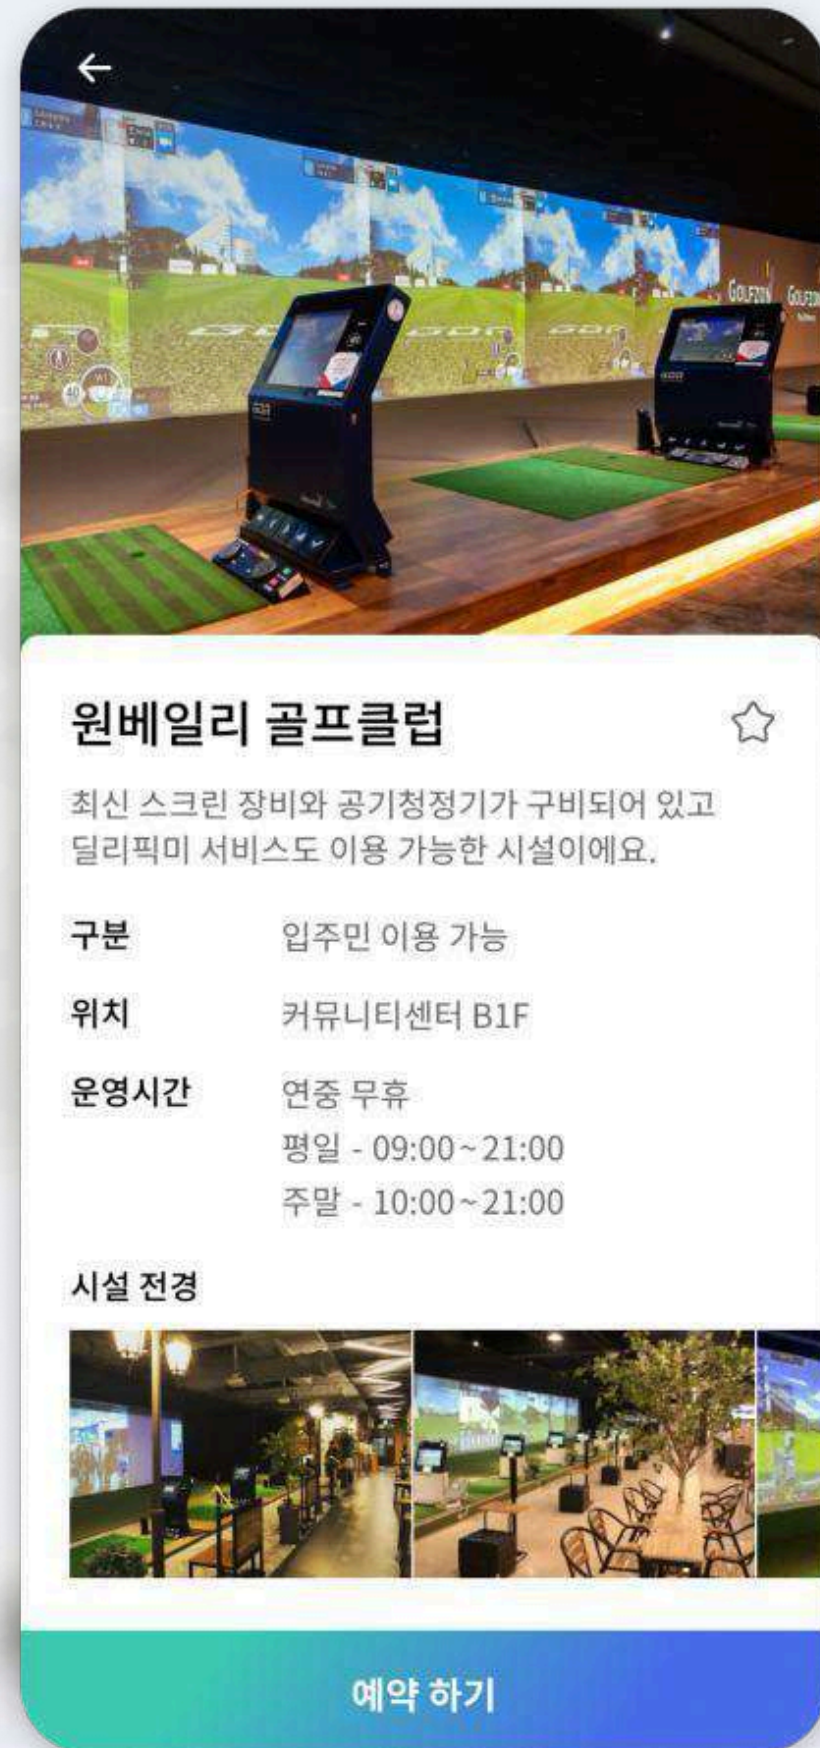 GOLFZON
원베일리 골프클럽
최신 스크린 장비와 공기청정기가 구비되어 있고
딜리픽미 서비스도 이용 가능한 시설이에요.
구분 입주민 이용 가능
위치 커뮤니티센터 B1F
운영시간 연중 무휴
평일 - 09:00~21:00
주말 - 10:00~21:00
시설 전경
예약 하기